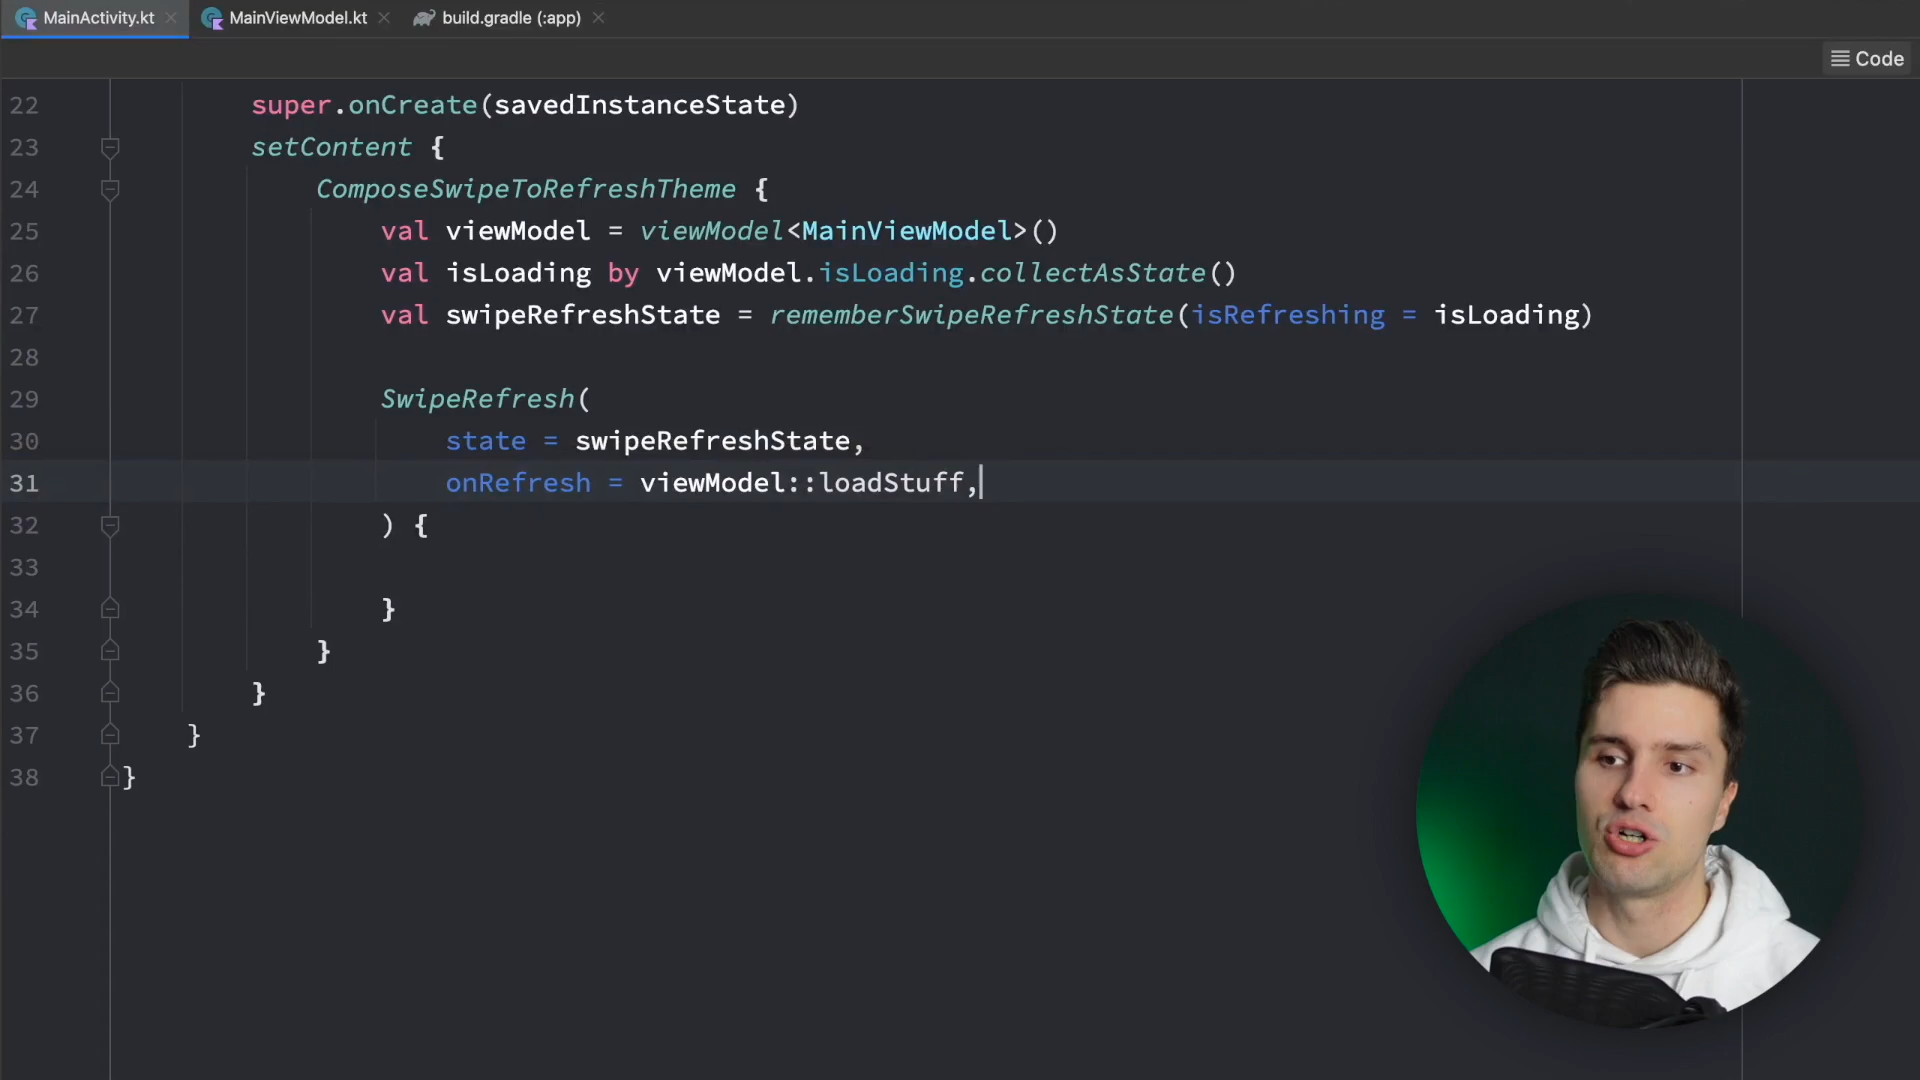 MainActivity.kt
MainViewModel.kt
build.gradle (:app)
Code
22 super.onCreate(savedInstanceState)
23 setContent {
24 ComposeSwipeToRefreshTheme {
25 val viewModel = viewModel<MainViewModel>()
26 val isLoading by viewModel.isLoading.collectAsState()
27 val swipeRefreshState = rememberSwipeRefreshState(isRefreshing = isLoading)
28
29 SwipeRefresh(
30 state = swipeRefreshState,
31 onRefresh = viewModel::loadStuff,
32 ) {
33
34 }
35 }
36 }
37 }
38 }